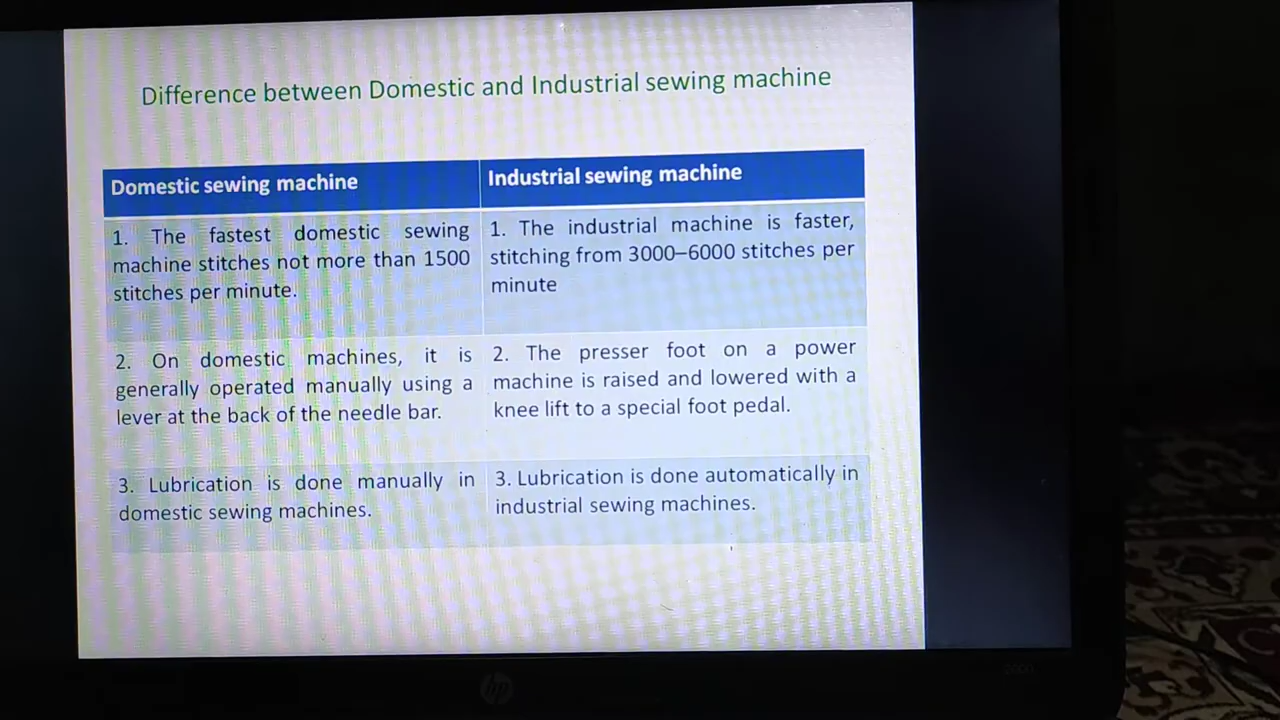 Difference between Domestic and Industrial sewing machine
Domestic sewing machine
Industrial sewing machine
1. The fastest domestic sewing
machine stitches not more than 1500
stitches per minute.
1. The industrial machine is faster,
stitching from 3000–6000 stitches per
minute
2. On domestic machines, it is
generally operated manually using a
lever at the back of the needle bar.
2. The presser foot on a power
machine is raised and lowered with a
knee lift to a special foot pedal.
3. Lubrication is done manually in
domestic sewing machines.
3. Lubrication is done automatically in
industrial sewing machines.
hp